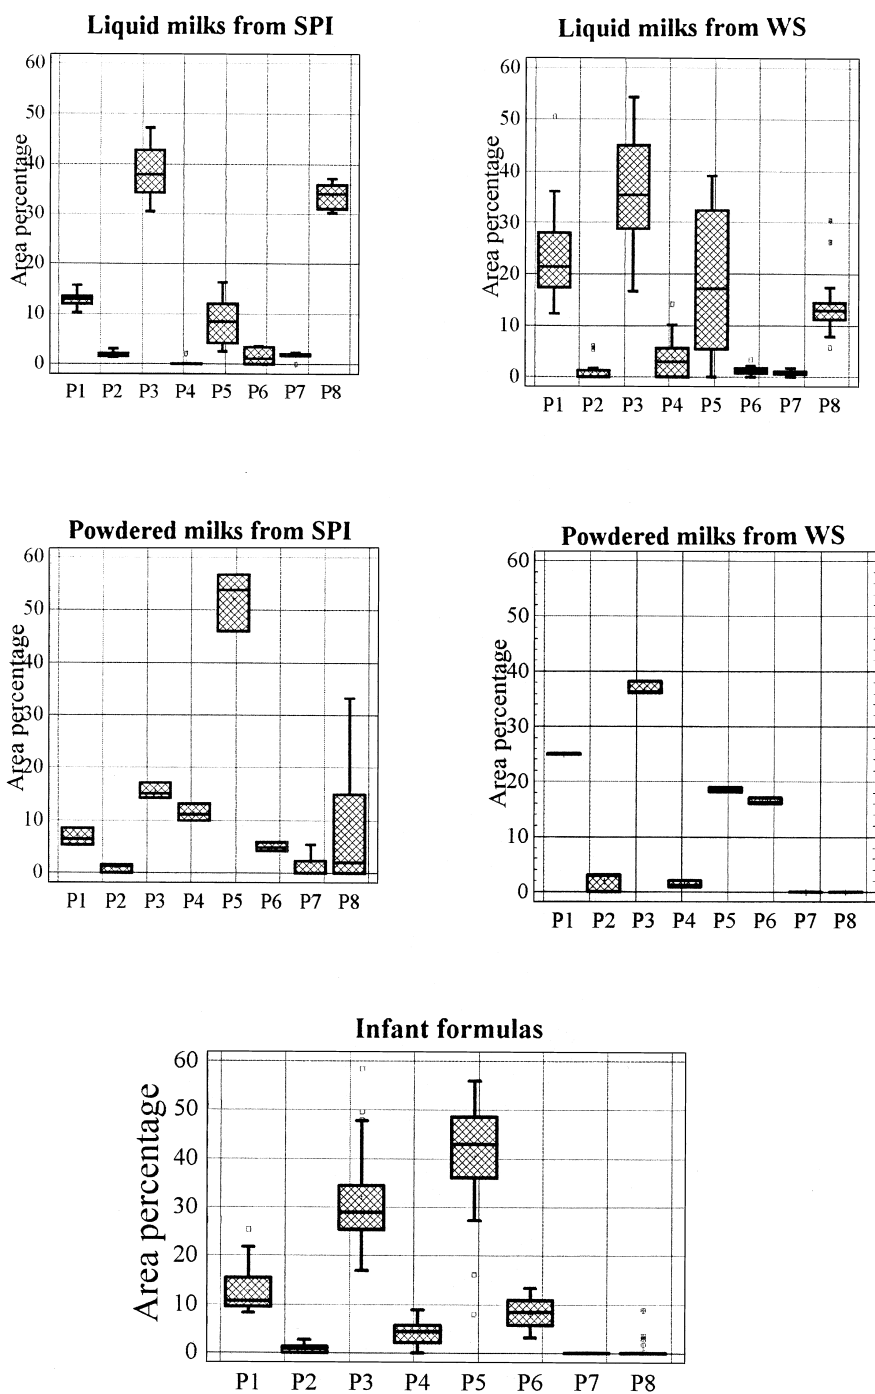 Liquid milks from SPI
Area percentage
60
50
40
30
20
10
0
P1 P2 P3 P4 P5 P6 P7 P8
Liquid milks from WS
Area percentage
60
50
40
30
20
10
0
P1 P2 P3 P4 P5 P6 P7 P8
Powdered milks from SPI
Area percentage
60
50
40
30
20
10
0
P1 P2 P3 P4 P5 P6 P7 P8
Powdered milks from WS
Area percentage
60
50
40
30
20
10
0
P1 P2 P3 P4 P5 P6 P7 P8
Infant formulas
Area percentage
60
50
40
30
20
10
0
P1 P2 P3 P4 P5 P6 P7 P8